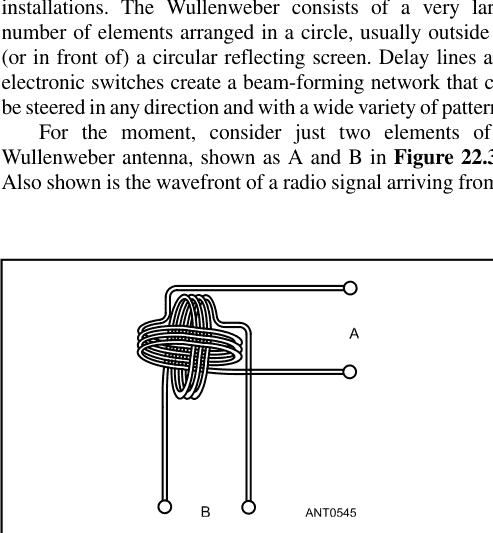 installations. The Wullenweber consists of a very lar
number of elements arranged in a circle, usually outside
(or in front of) a circular reflecting screen. Delay lines a
electronic switches create a beam-forming network that c
be steered in any direction and with a wide variety of patter
For the moment, consider just two elements of
Wullenweber antenna, shown as A and B in Figure 22.3
Also shown is the wavefront of a radio signal arriving from
A
B
ANT0545